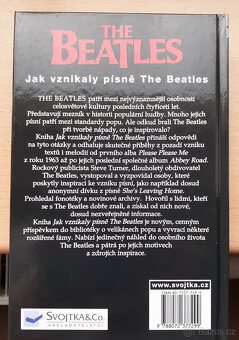 THE
BEATLES
Jak vznikaly písně The Beatles
THE BEATLES patří mezi nejvýznamnější osobnosti
celosvětové kultury posledních čtyřiceti let.
Představují mezník v historii populární hudby. Mnoho jejich
písní patří mezi standardy popu. Ale odkud brali The Beatles
při tvorbě nápady, co je inspirovalo?
Kniha Jak vznikaly písně The Beatles přináší odpovědi
na tyto otázky a odhaluje skutečné příběhy z pozadí vzniku
textů i melodií od prvního alba Please Please Me
z roku 1963 až po jejich poslední společné album Abbey Road.
Rockový publicista Steve Turner, dlouholetý obdivovatel
The Beatles, vystopoval a vyzpovídal osoby, které
poskytly inspiraci ke vzniku písní, jako například dosud
anonymní dívku z písně She's Leaving Home.
Prohledal fonotéky a novinové archivy. Hovořil s lidmi, kteří
se s The Beatles dobře znali, a získal od nich nové,
dosud nezveřejněné informace.
Kniha Jak vznikaly písně The Beatles je novým, cenným
příspěvkem do bibliotéky o velikánech popu a vyvrací některé
rozšířené fámy. Nabízí jedinečný náhled do osobního života
The Beatles a pátrá po jejich motivech
a zdrojích inspirace.
www.svojtka.cz
SVOJTKA&CO.
NAKLADATELSTVÍ